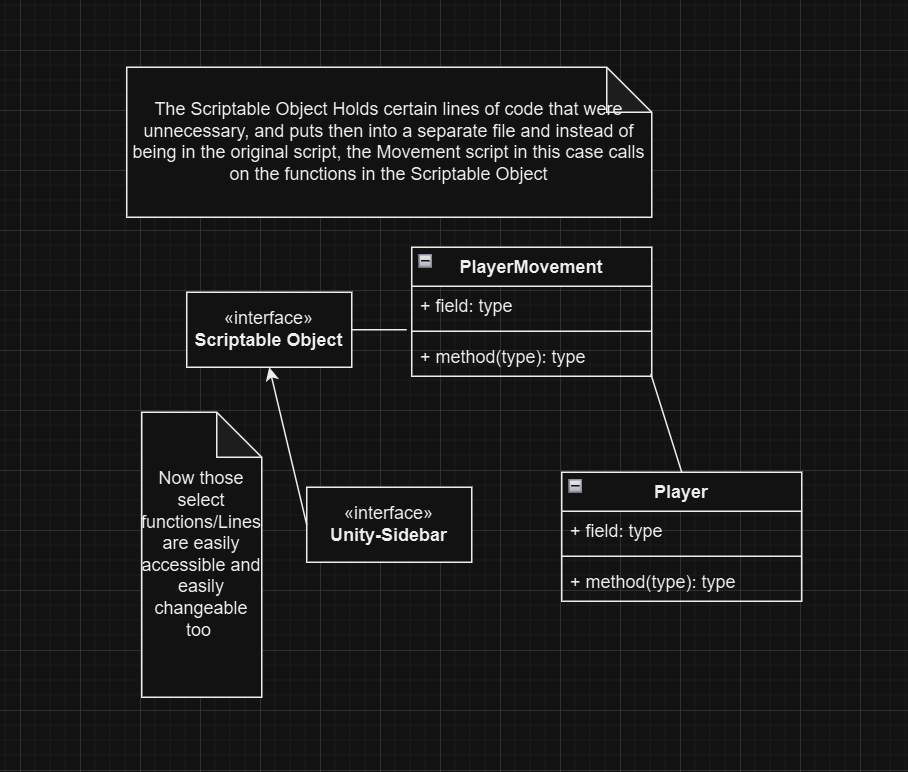 The Scriptable Object Holds certain lines of code that were
unnecessary, and puts then into a separate file and instead of
being in the original script, the Movement script in this case calls
on the functions in the Scriptable Object
PlayerMovement
+ field: type
+ method(type): type
«interface»
Scriptable Object
Now those
select
functions/Lines
are easily
accessible and
easily
changeable
too
«interface»
Unity-Sidebar
Player
+ field: type
+ method(type): type